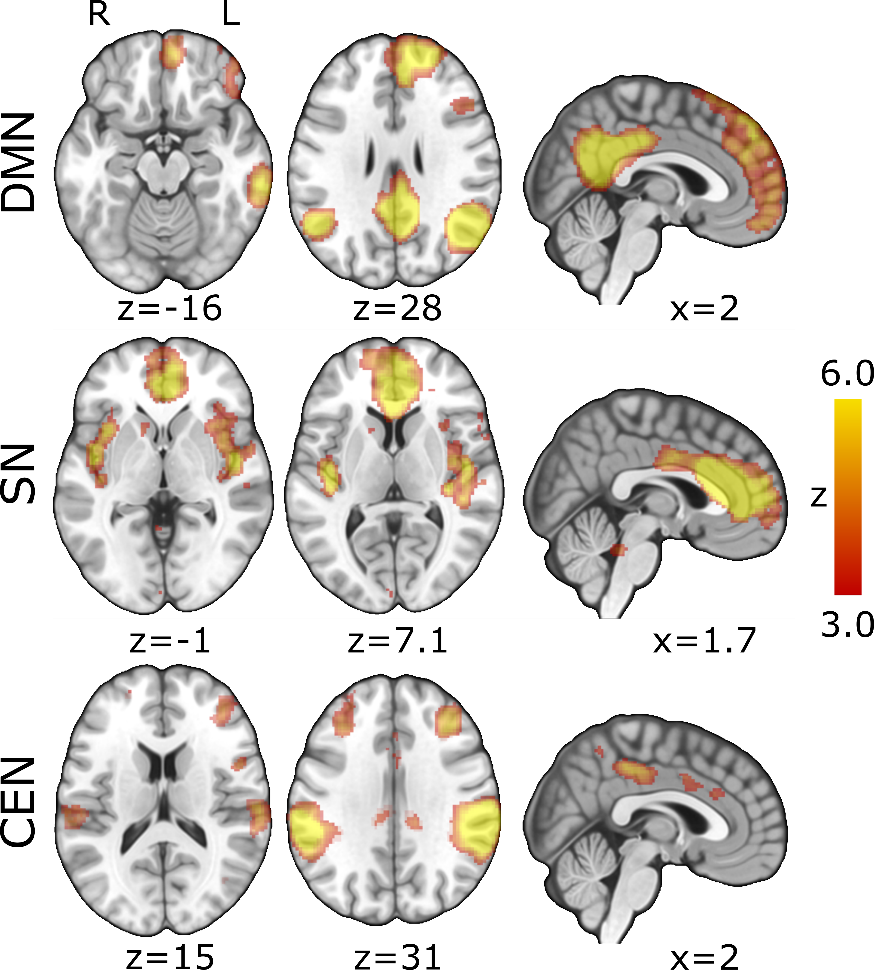 R L
DMN
z=-16 z=28 x=2
SN
6.0
z
3.0
z=-1 z=7.1 x=1.7
CEN
z=15 z=31 x=2